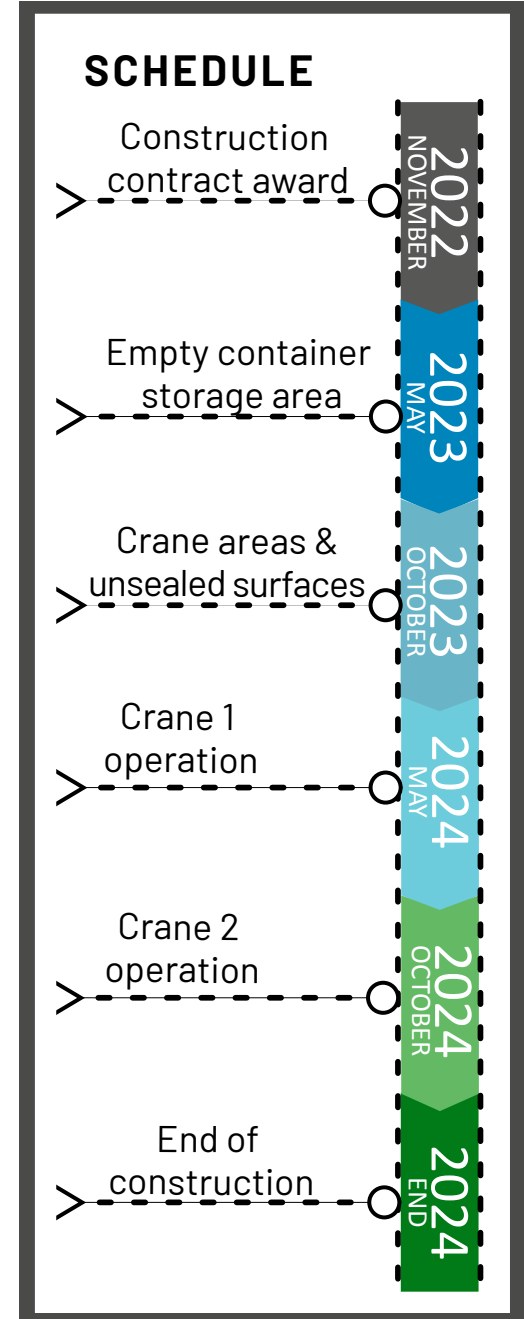 SCHEDULE
Construction
contract award
2022
NOVEMBER
Empty container
storage area
2023
MAY
Crane areas &
unsealed surfaces
2023
OCTOBER
Crane 1
operation
2024
MAY
Crane 2
operation
2024
OCTOBER
End of
construction
2024
END